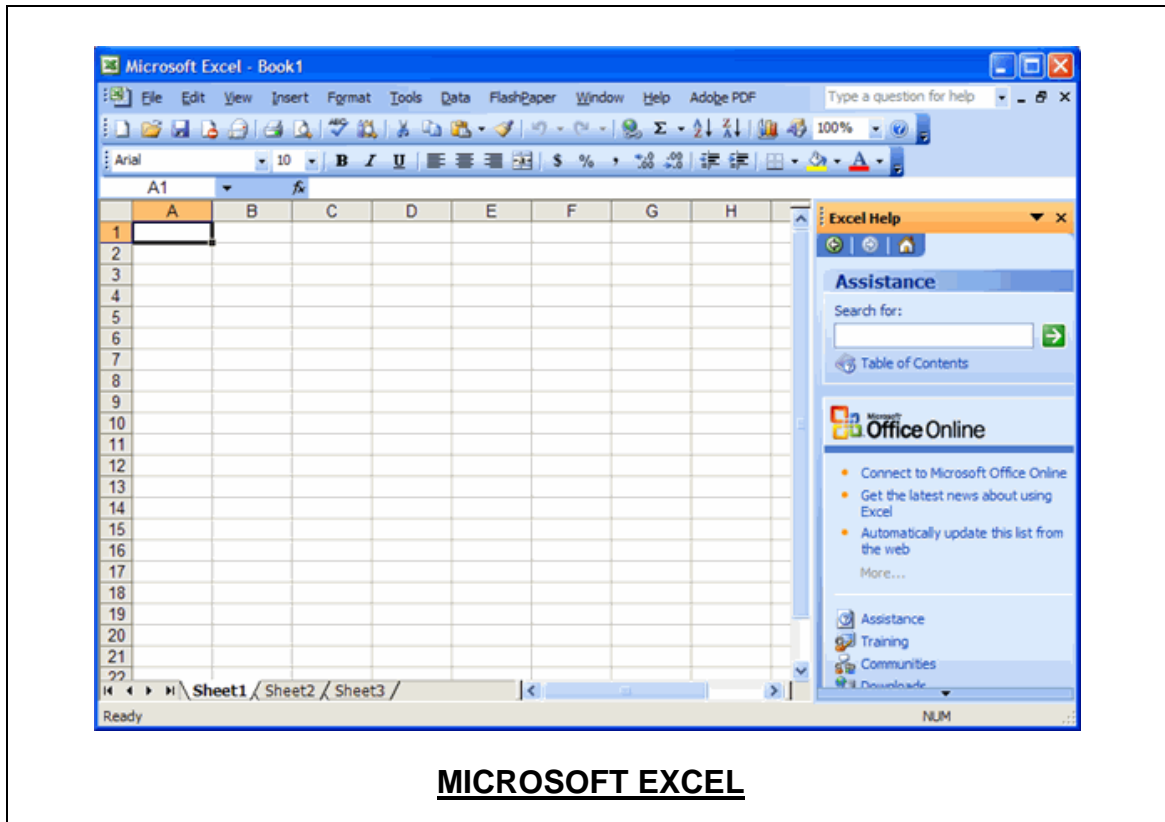 Microsoft Excel - Book1
File Edit View Insert Format Tools Data FlashPaper Window Help Adobe PDF Type a question for help
100%
Arial 10 B I U $ % ,
A1 fx
A B C D E F G H
1
2
3
4
5
6
7
8
9
10
11
12
13
14
15
16
17
18
19
20
21
22
Excel Help
Assistance
Search for:
Table of Contents
Microsoft
Office Online
Connect to Microsoft Office Online
Get the latest news about using
Excel
Automatically update this list from
the web
More...
Assistance
Training
Communities
Downloads
Sheet1 Sheet2 Sheet3
Ready NUM
MICROSOFT EXCEL